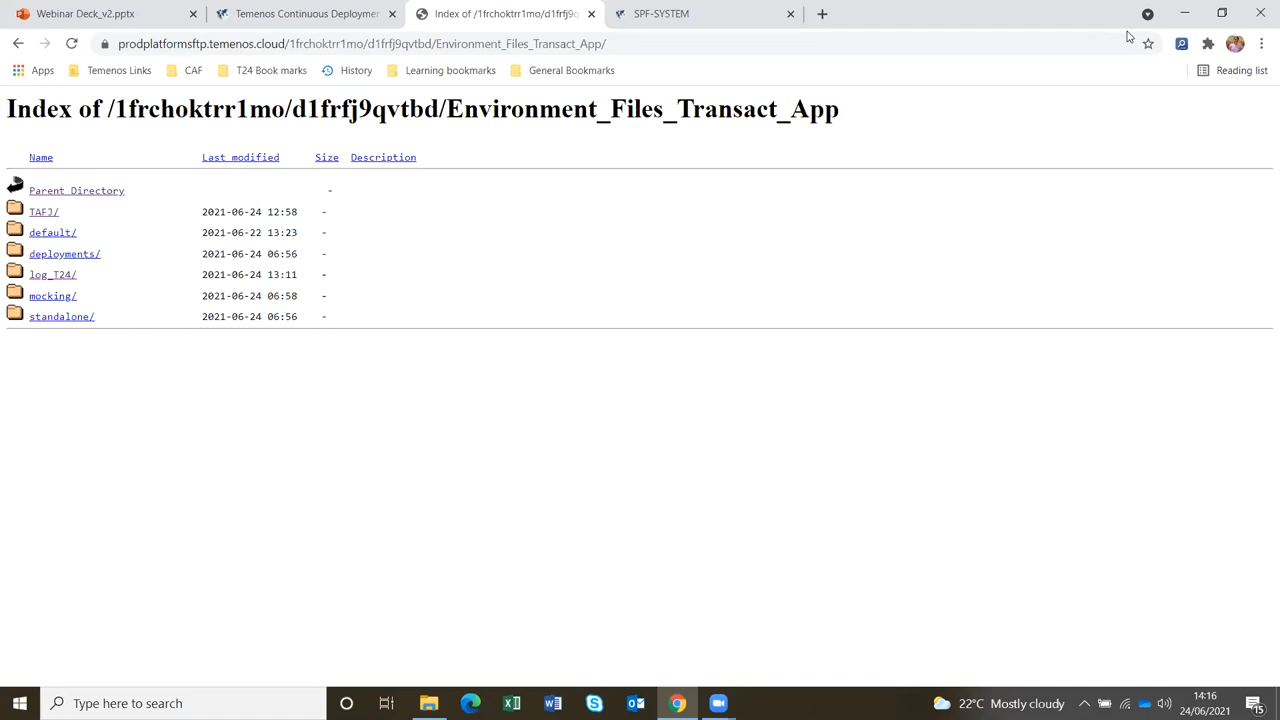 Webinar Deck_v2.pptx
Temenos Continuous Deploymer
Index of /1frchoktrr1mo/d1frfj9q
SPF-SYSTEM
prodplatformsftp.temenos.cloud/1frchoktrr1mo/d1frfj9qvtbd/Environment_Files_Transact_App/
Apps Temenos Links CAF T24 Book marks History Learning bookmarks General Bookmarks Reading list
Index of /1frchoktrr1mo/d1frfj9qvtbd/Environment_Files_Transact_App
Name Last modified Size Description
Parent Directory -
TAFJ/ 2021-06-24 12:58 -
default/ 2021-06-22 13:23 -
deployments/ 2021-06-24 06:56 -
log_T24/ 2021-06-24 13:11 -
mocking/ 2021-06-24 06:58 -
standalone/ 2021-06-24 06:56 -
Type here to search
22°C Mostly cloudy
14:16
24/06/2021
15